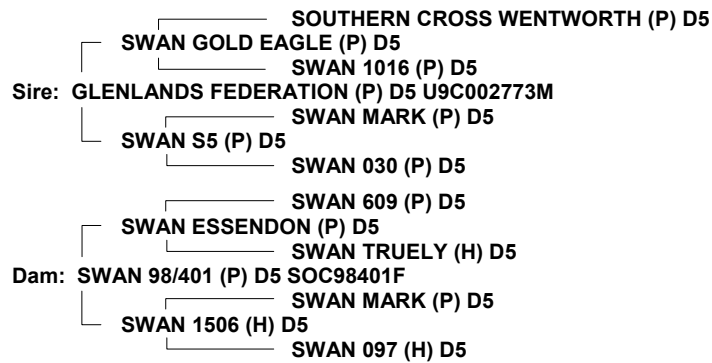 SOUTHERN CROSS WENTWORTH (P) D5
SWAN GOLD EAGLE (P) D5
SWAN 1016 (P) D5
Sire: GLENLANDS FEDERATION (P) D5 U9C002773M
SWAN MARK (P) D5
SWAN S5 (P) D5
SWAN 030 (P) D5
SWAN 609 (P) D5
SWAN ESSENDON (P) D5
SWAN TRUELY (H) D5
Dam: SWAN 98/401 (P) D5 SOC98401F
SWAN MARK (P) D5
SWAN 1506 (H) D5
SWAN 097 (H) D5